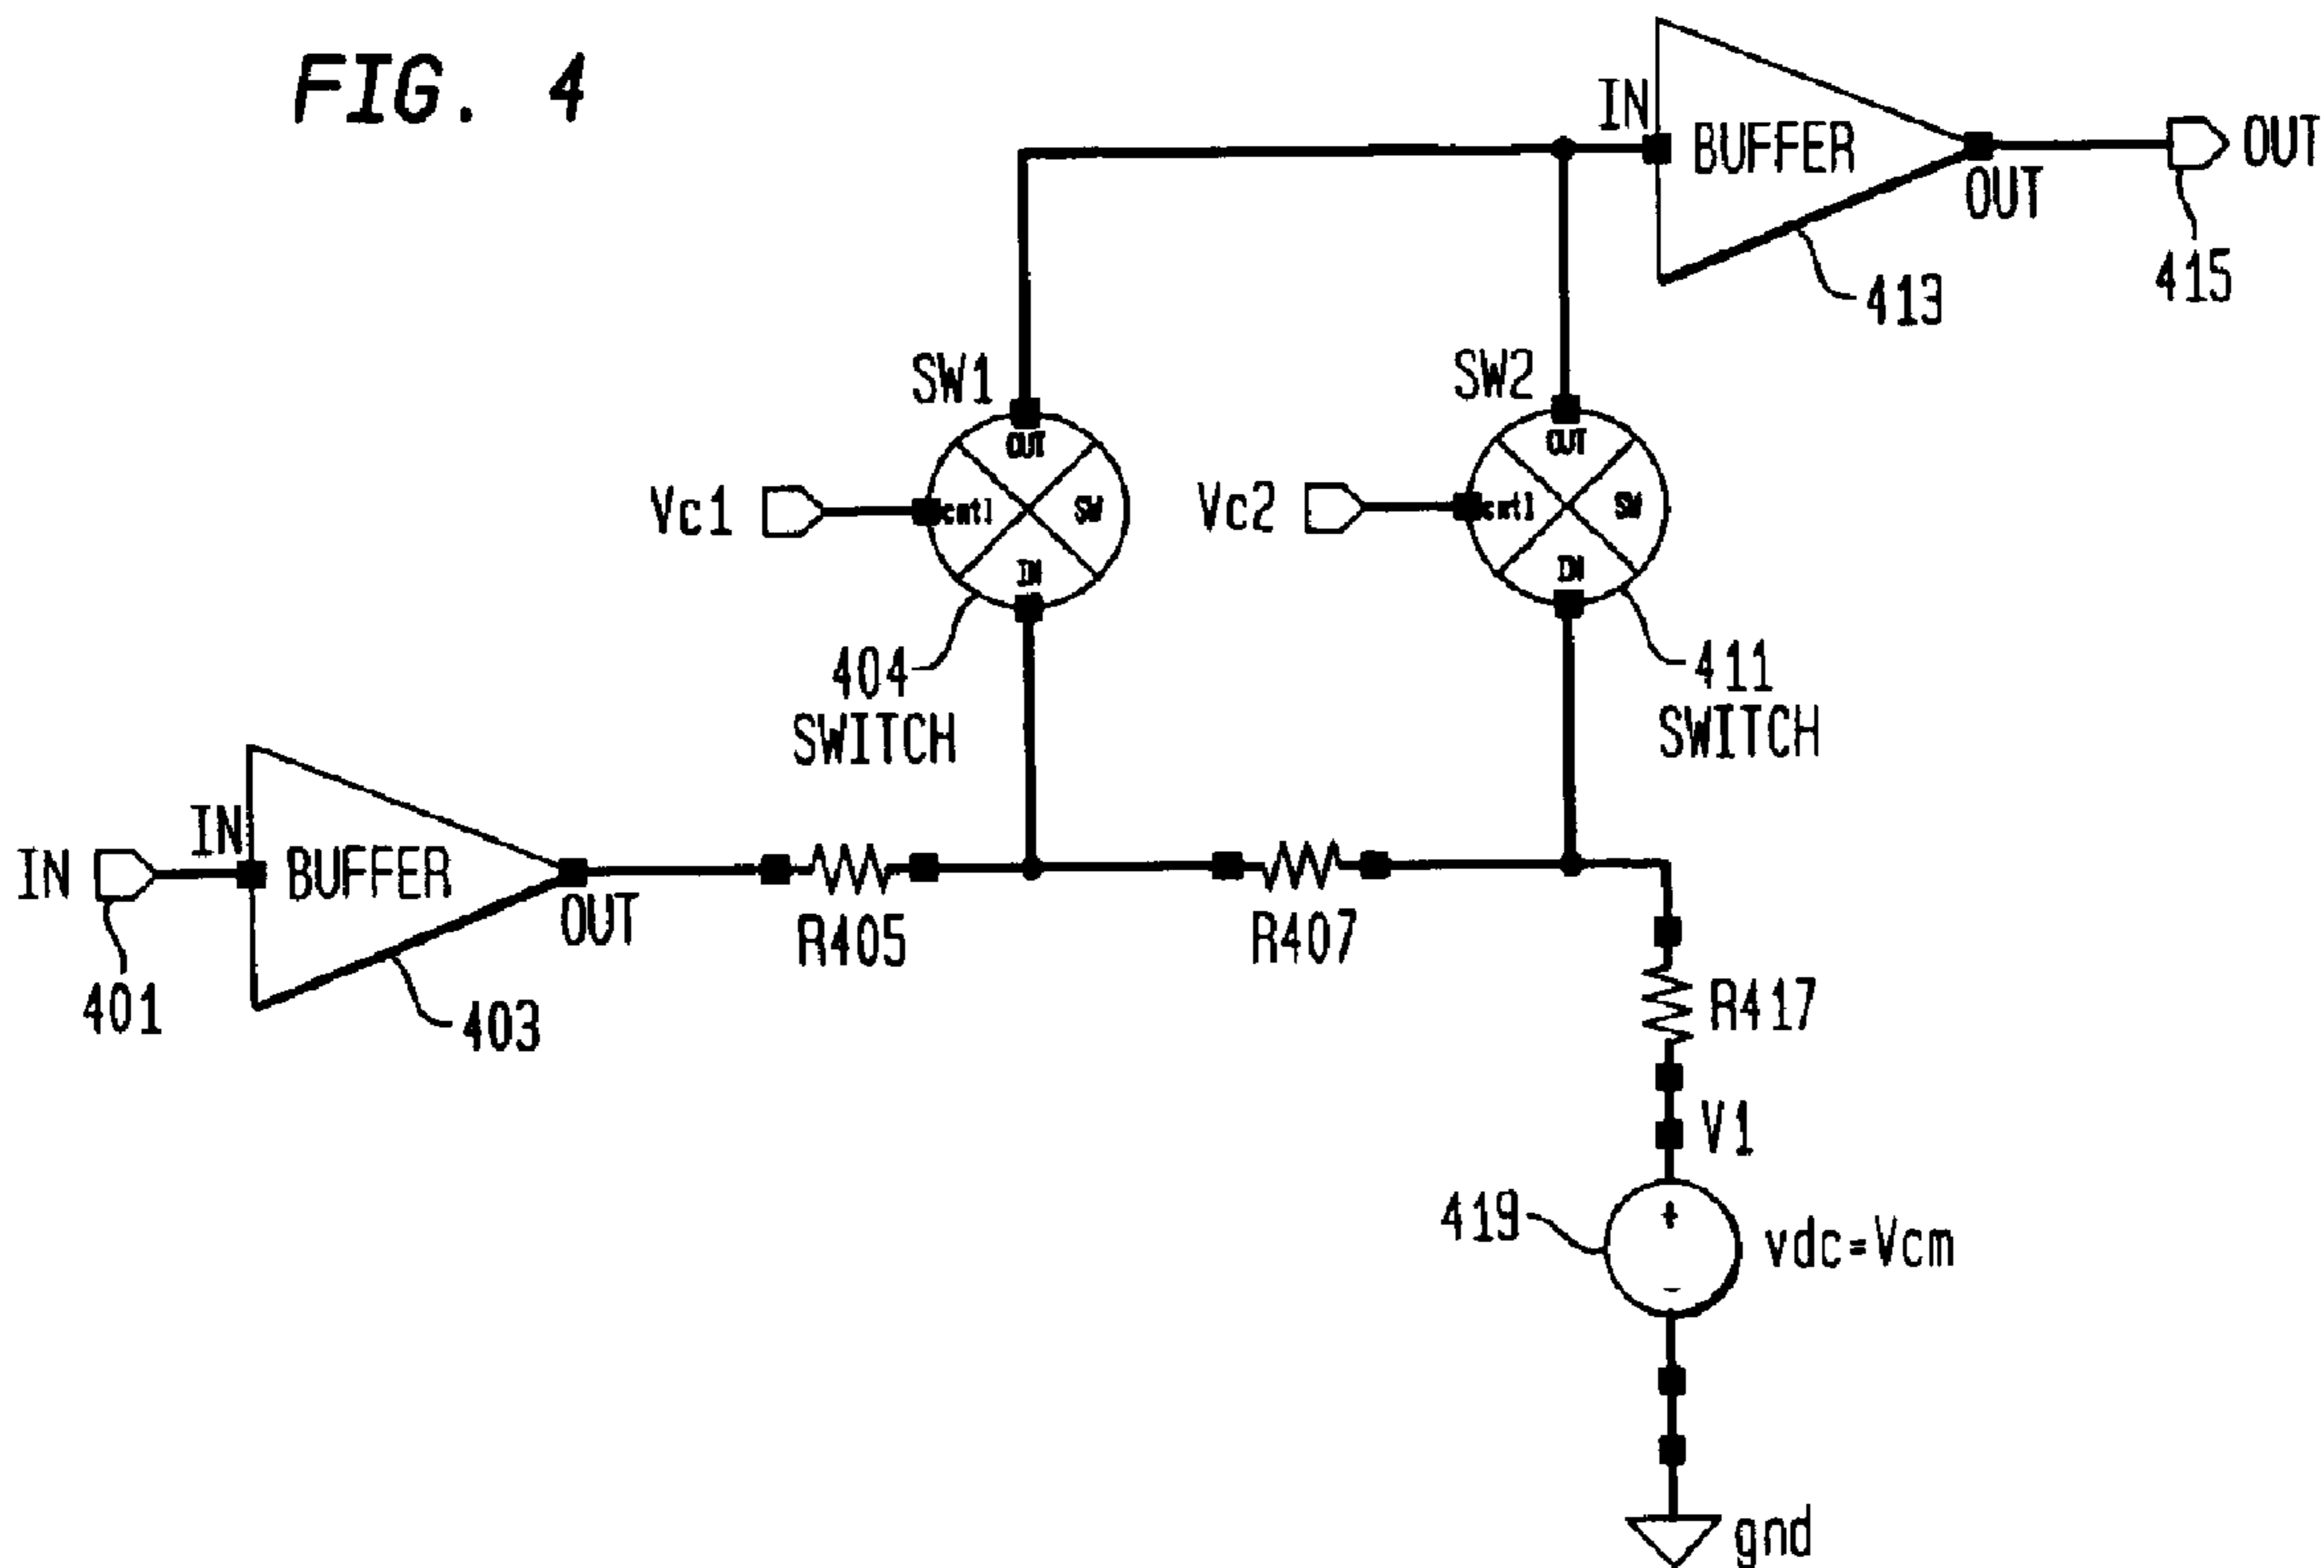 FIG. 4
IN
BUFFER
OUT
OUT
415
413
SW1
SW2
OUT
OUT
Vc1
cntl
SW
Vc2
cntl
SW
IN
IN
404
SWITCH
411
SWITCH
IN
IN
BUFFER
OUT
401
403
R405
R407
R417
V1
419
+
vdc=Vcm
-
gnd